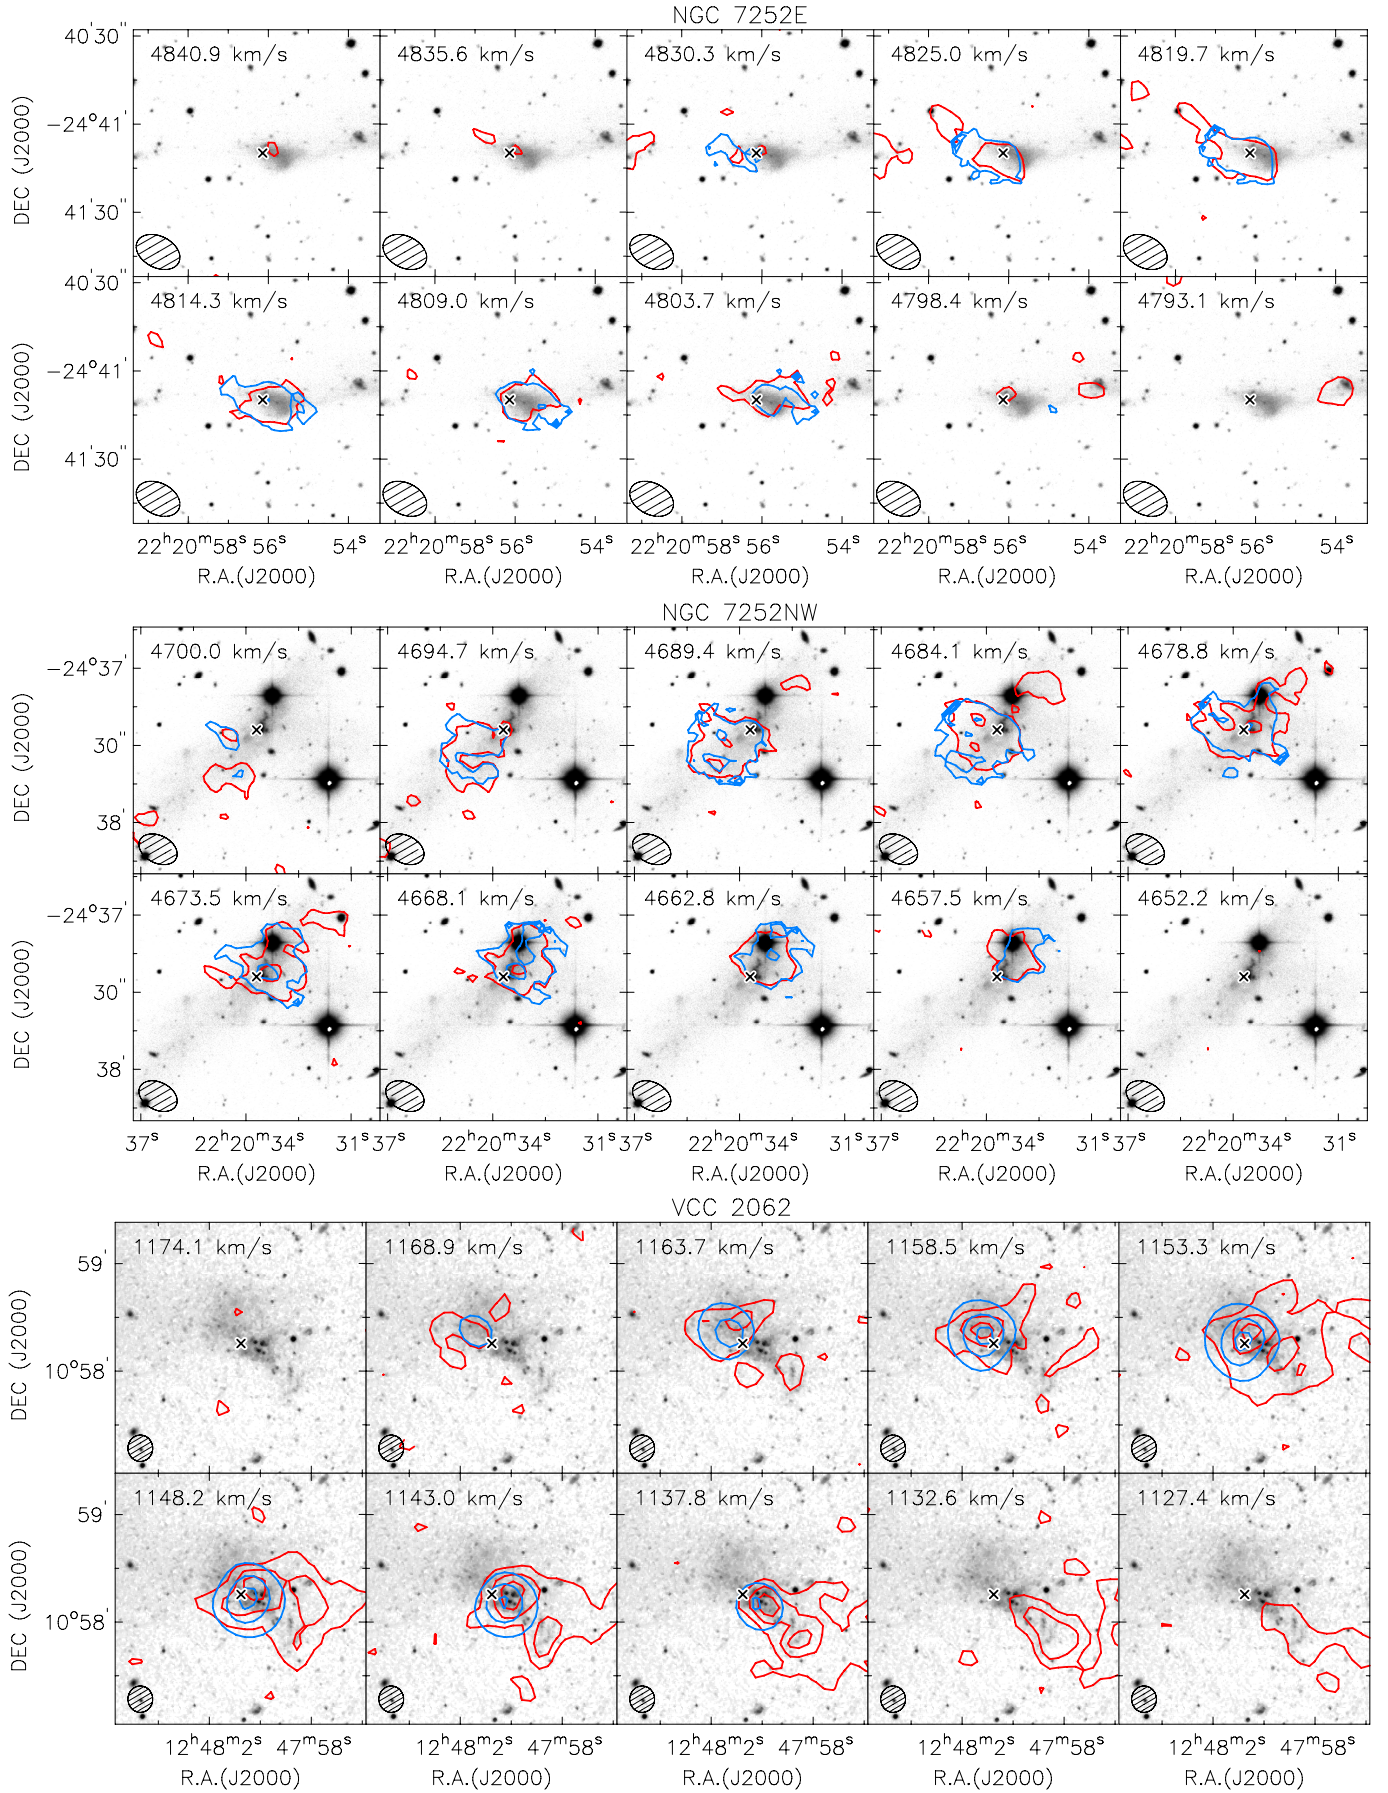 NGC 7252E
40'30"
4840.9 km/s
4835.6 km/s
4830.3 km/s
4825.0 km/s
4819.7 km/s
DEC (J2000)
−24°41'
41'30"
40'30"
4814.3 km/s
4809.0 km/s
4803.7 km/s
4798.4 km/s
4793.1 km/s
DEC (J2000)
−24°41'
41'30"
22ʰ20ᵐ58ˢ 56ˢ 54ˢ 22ʰ20ᵐ58ˢ 56ˢ 54ˢ 22ʰ20ᵐ58ˢ 56ˢ 54ˢ 22ʰ20ᵐ58ˢ 56ˢ 54ˢ 22ʰ20ᵐ58ˢ 56ˢ 54ˢ
R.A.(J2000) R.A.(J2000) R.A.(J2000) R.A.(J2000) R.A.(J2000)
NGC 7252NW
4700.0 km/s
4694.7 km/s
4689.4 km/s
4684.1 km/s
4678.8 km/s
DEC (J2000)
−24°37'
30"
38'
4673.5 km/s
4668.1 km/s
4662.8 km/s
4657.5 km/s
4652.2 km/s
DEC (J2000)
−24°37'
30"
38'
37ˢ 22ʰ20ᵐ34ˢ 31ˢ 37ˢ 22ʰ20ᵐ34ˢ 31ˢ 37ˢ 22ʰ20ᵐ34ˢ 31ˢ 37ˢ 22ʰ20ᵐ34ˢ 31ˢ 37ˢ 22ʰ20ᵐ34ˢ 31ˢ
R.A.(J2000) R.A.(J2000) R.A.(J2000) R.A.(J2000) R.A.(J2000)
VCC 2062
1174.1 km/s
1168.9 km/s
1163.7 km/s
1158.5 km/s
1153.3 km/s
DEC (J2000)
59'
10°58'
1148.2 km/s
1143.0 km/s
1137.8 km/s
1132.6 km/s
1127.4 km/s
DEC (J2000)
59'
10°58'
12ʰ48ᵐ2ˢ 47ᵐ58ˢ 12ʰ48ᵐ2ˢ 47ᵐ58ˢ 12ʰ48ᵐ2ˢ 47ᵐ58ˢ 12ʰ48ᵐ2ˢ 47ᵐ58ˢ 12ʰ48ᵐ2ˢ 47ᵐ58ˢ
R.A.(J2000) R.A.(J2000) R.A.(J2000) R.A.(J2000) R.A.(J2000)